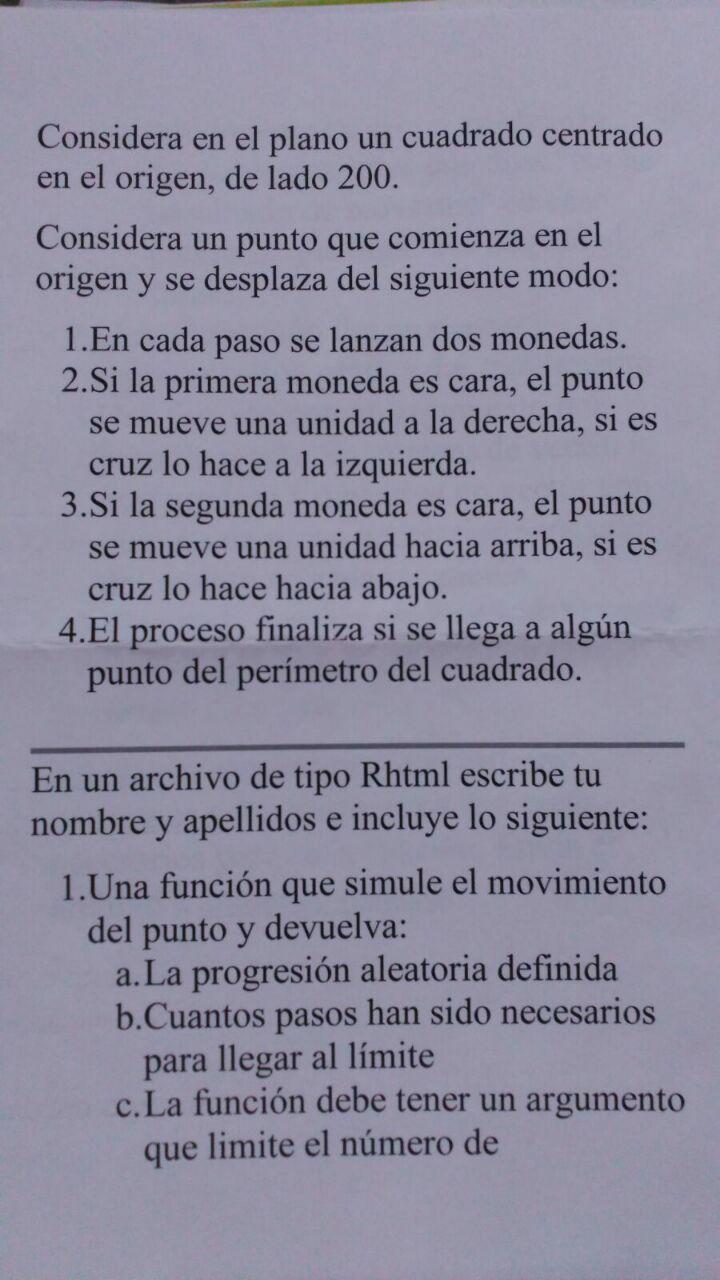 Considera en el plano un cuadrado centrado
en el origen, de lado 200.
Considera un punto que comienza en el
origen y se desplaza del siguiente modo:
1.En cada paso se lanzan dos monedas.
2.Si la primera moneda es cara, el punto
se mueve una unidad a la derecha, si es
cruz lo hace a la izquierda.
3.Si la segunda moneda es cara, el punto
se mueve una unidad hacia arriba, si es
cruz lo hace hacia abajo.
4.El proceso finaliza si se llega a algún
punto del perímetro del cuadrado.
En un archivo de tipo Rhtml escribe tu
nombre y apellidos e incluye lo siguiente:
1.Una función que simule el movimiento
del punto y devuelva:
a.La progresión aleatoria definida
b.Cuantos pasos han sido necesarios
para llegar al límite
c.La función debe tener un argumento
que limite el número de